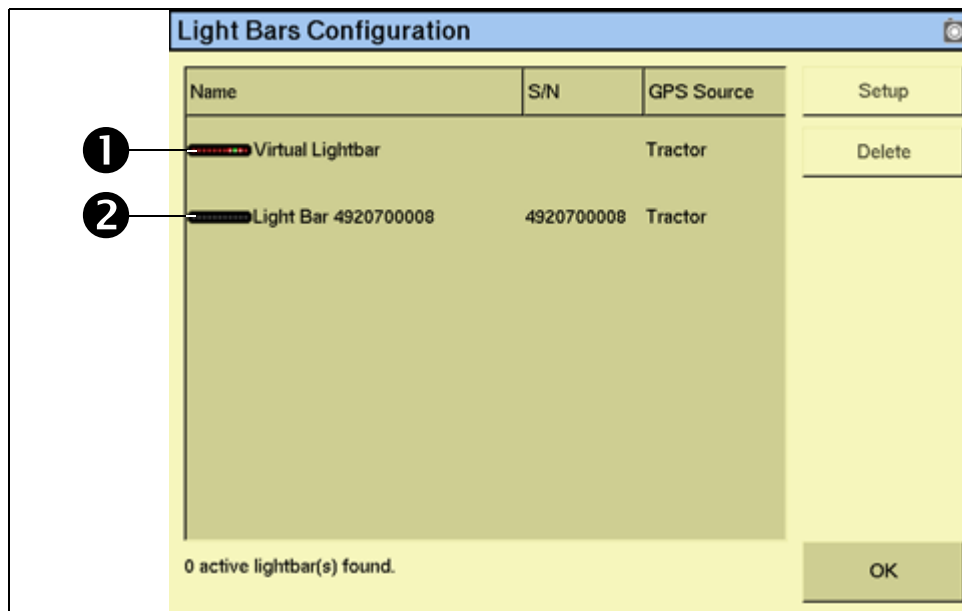 Light Bars Configuration
Name S/N GPS Source
Setup
1 Virtual Lightbar Tractor
Delete
2 Light Bar 4920700008 4920700008 Tractor
0 active lightbar(s) found.
OK